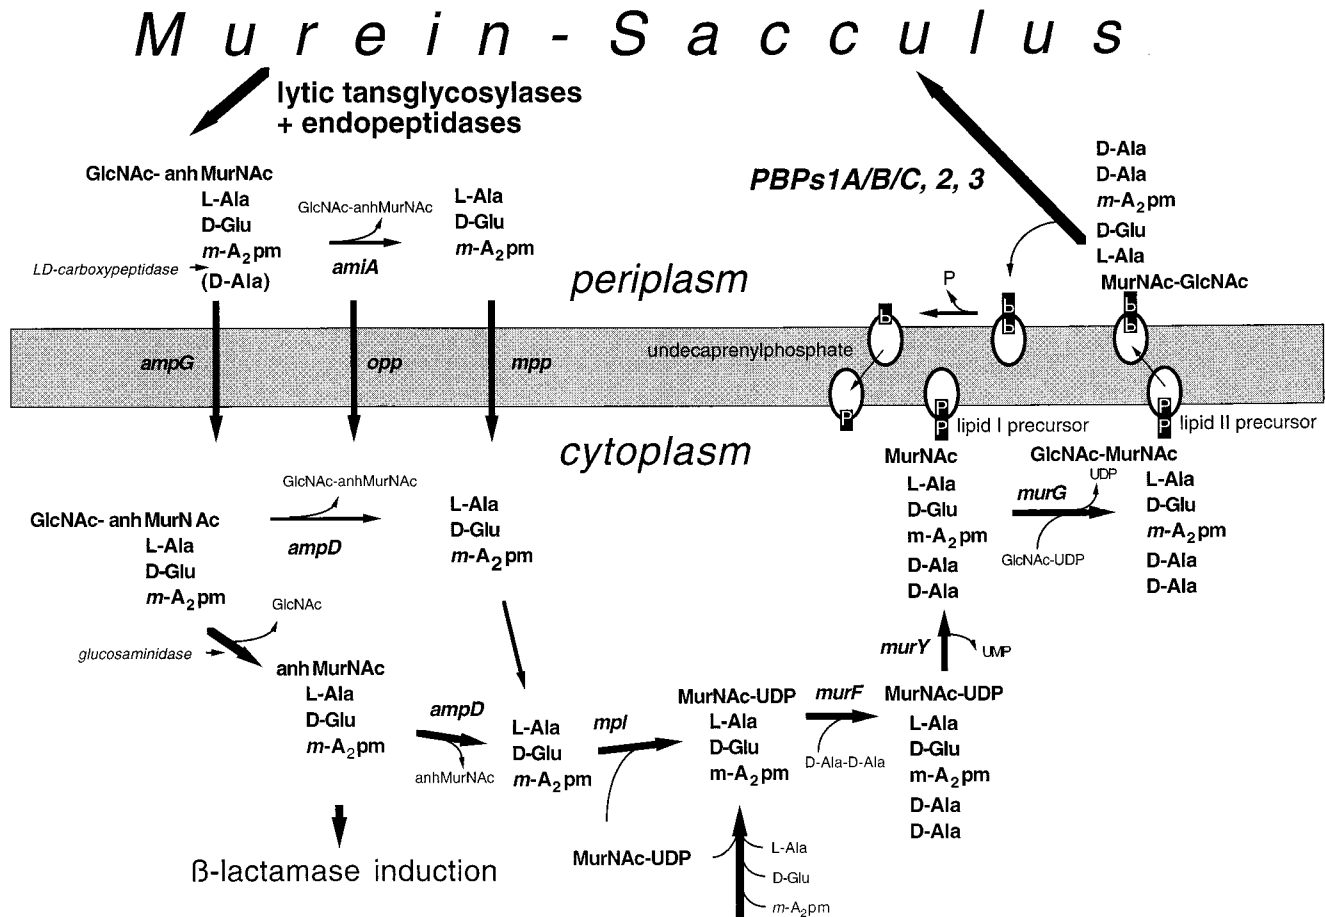 Murein-Sacculus
lytic tansglycosylases
+ endopeptidases
GlcNAc- anh MurNAc
L-Ala
D-Glu
m-A2pm
(D-Ala)
LD-carboxypeptidase
GlcNAc-anhMurNAc
amiA
L-Ala
D-Glu
m-A2pm
periplasm
PBPs1A/B/C, 2, 3
D-Ala
D-Ala
m-A2pm
D-Glu
L-Ala
MurNAc-GlcNAc
P
P
P
P
P
P
ampG
opp
mpp
undecaprenylphosphate
P
P
P
P
P
lipid I precursor
lipid II precursor
cytoplasm
GlcNAc- anh MurN Ac
L-Ala
D-Glu
m-A2pm
GlcNAc-anhMurNAc
ampD
L-Ala
D-Glu
m-A2pm
MurNAc
L-Ala
D-Glu
m-A2pm
D-Ala
D-Ala
murG
UDP
GlcNAc-UDP
GlcNAc-MurNAc
L-Ala
D-Glu
m-A2pm
D-Ala
D-Ala
glucosaminidase
GlcNAc
anh MurNAc
L-Ala
D-Glu
m-A2pm
ampD
anhMurNAc
L-Ala
D-Glu
m-A2pm
mpl
MurNAc-UDP
MurNAc-UDP
L-Ala
D-Glu
m-A2pm
murF
D-Ala-D-Ala
murY
UMP
MurNAc-UDP
L-Ala
D-Glu
m-A2pm
D-Ala
D-Ala
L-Ala
D-Glu
m-A2pm
ß-lactamase induction